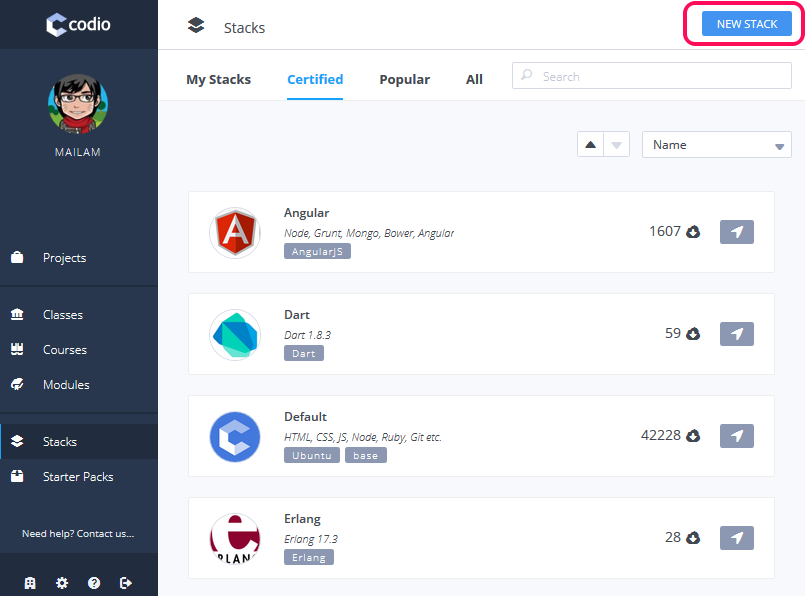 codio
Stacks
NEW STACK
MAILAM
My Stacks
Certified
Popular
All
Search
Name
Projects
Classes
Courses
Modules
Stacks
Starter Packs
Need help? Contact us...
Angular
Node, Grunt, Mongo, Bower, Angular
AngularJS
1607
Dart
Dart 1.8.3
Dart
59
Default
HTML, CSS, JS, Node, Ruby, Git etc.
Ubuntu base
42228
Erlang
Erlang 17.3
Erlang
28